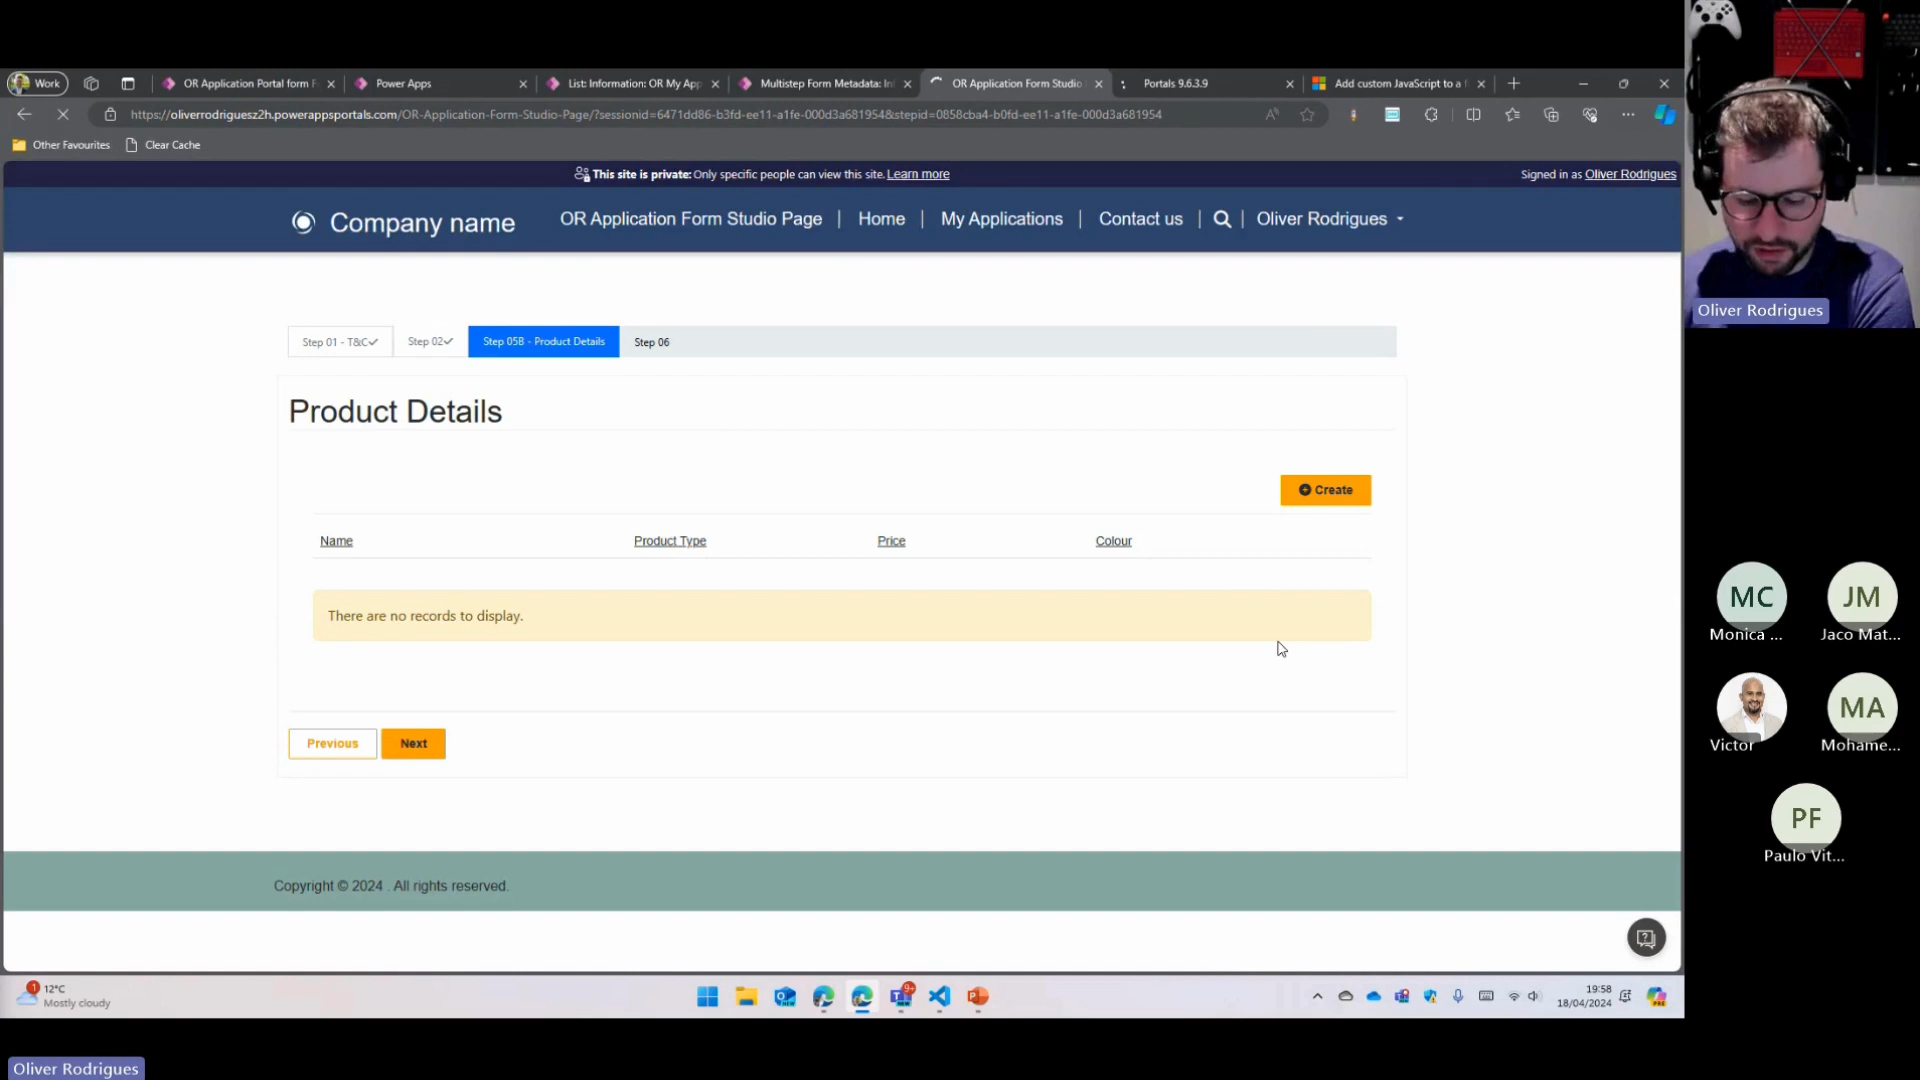 Work
OR Application Portal form F
Power Apps
List: Information: OR My App
Multistep Form Metadata: In
OR Application Form Studio
Portals 9.6.3.9
Add custom JavaScript to a f
https://oliverrodriguesz2h.powerappsportals.com/OR-Application-Form-Studio-Page/?sessionid=6471dd86-b3fd-ee11-a1fe-000d3a681954&stepid=0858cba4-b0fd-ee11-a1fe-000d3a681954
Other Favourites
Clear Cache
This site is private: Only specific people can view this site. Learn more
Signed in as Oliver Rodrigues
Company name
OR Application Form Studio Page
Home
My Applications
Contact us
Oliver Rodrigues
Step 01 - T&C✓
Step 02✓
Step 05B - Product Details
Step 06
Product Details
Create
Name
Product Type
Price
Colour
There are no records to display.
Previous
Next
Copyright © 2024 . All rights reserved.
1
12°C
Mostly cloudy
9+
19:58
18/04/2024
Oliver Rodrigues
MC
Monica ...
JM
Jaco Mat...
Victor
MA
Mohame...
PF
Paulo Vit...
Oliver Rodrigues